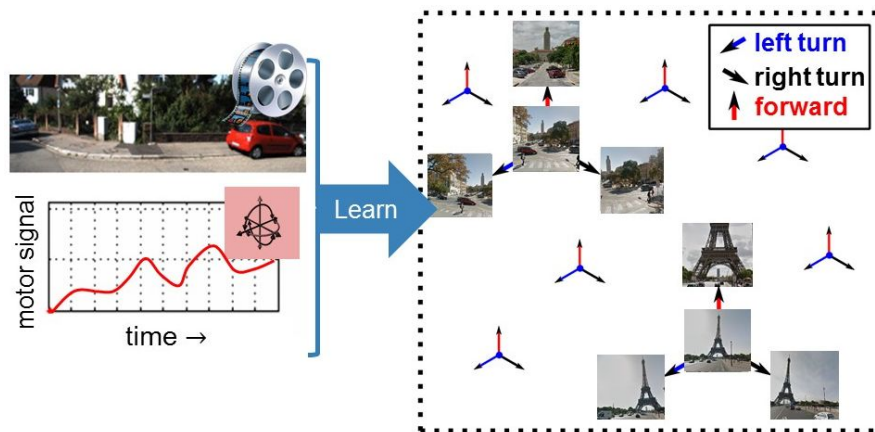 motor signal
time →
Learn
left turn
right turn
forward